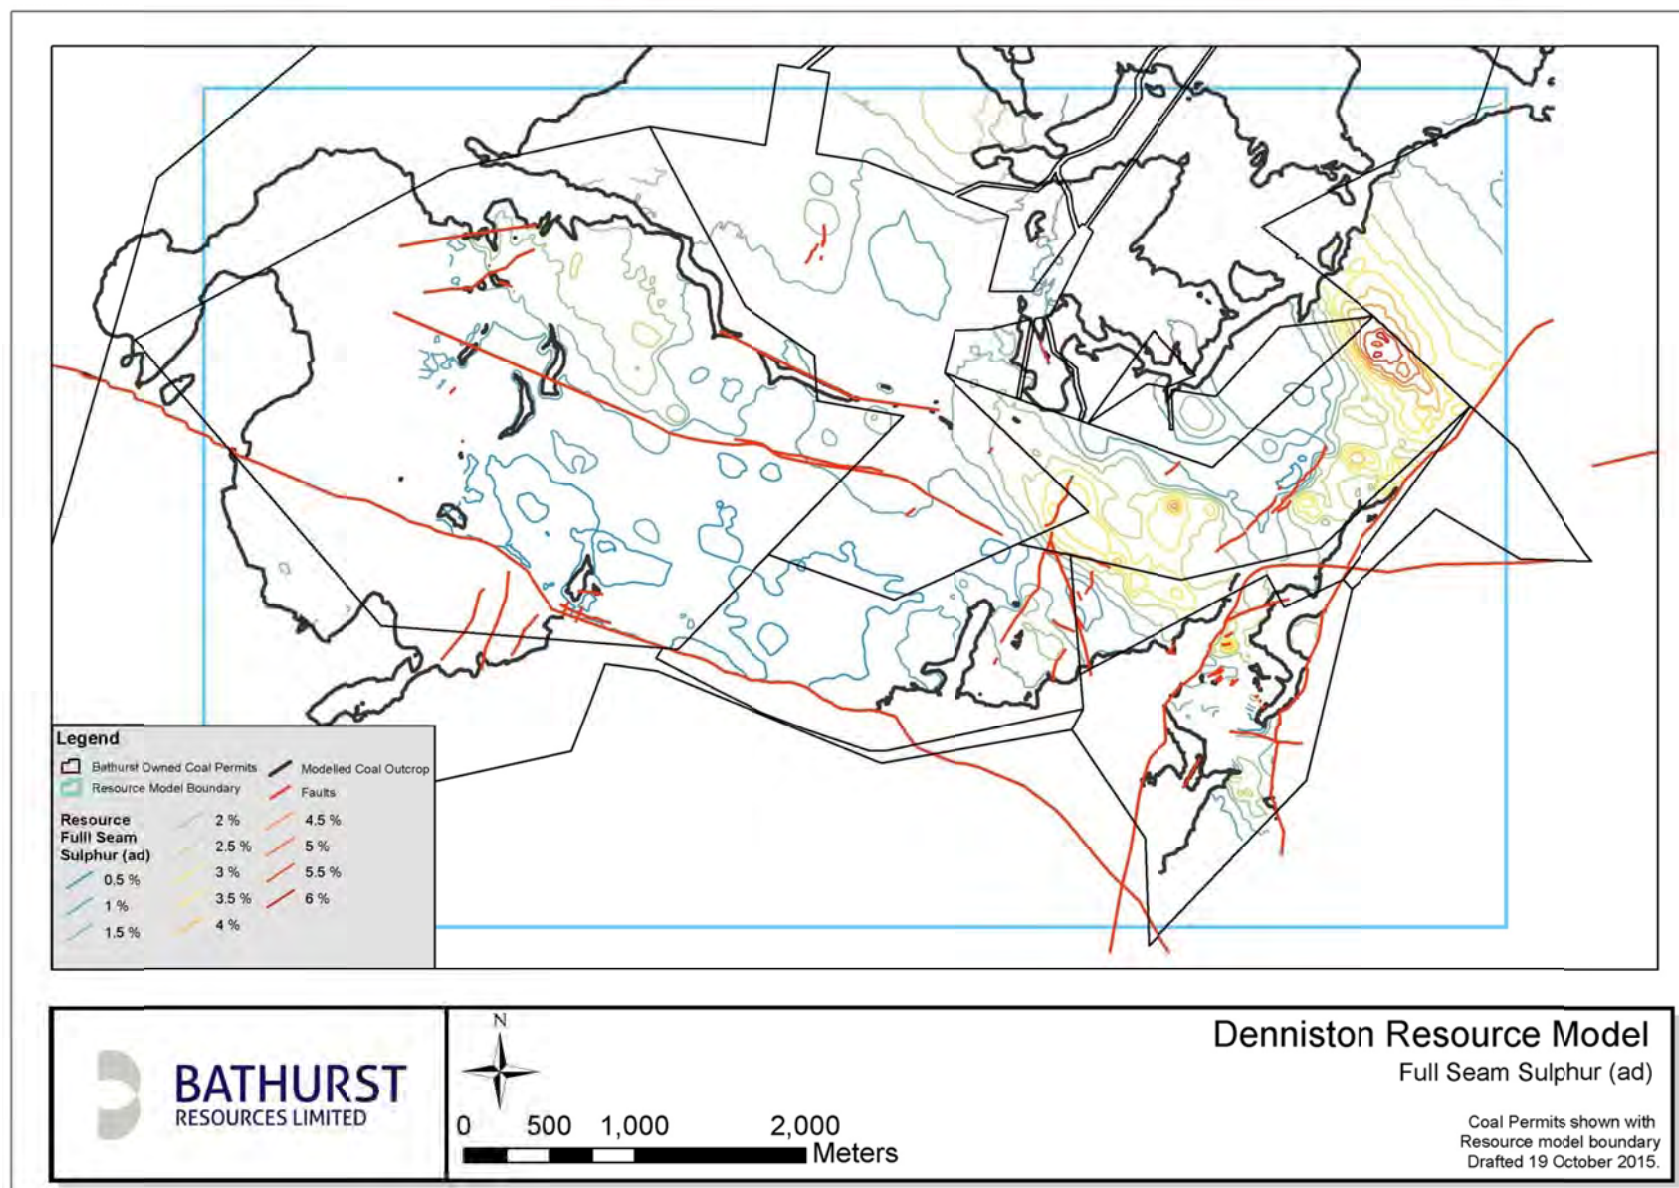 Legend
Bathurst Owned Coal Permits
Resource Model Boundary
Modelled Coal Outcrop
Faults
Resource
Full Seam
Sulphur (ad)
0.5 %
1 %
1.5 %
2 %
2.5 %
3 %
3.5 %
4 %
4.5 %
5 %
5.5 %
6 %
BATHURST
RESOURCES LIMITED
N
0 500 1,000 2,000
Meters
Denniston Resource Model
Full Seam Sulphur (ad)
Coal Permits shown with
Resource model boundary
Drafted 19 October 2015.